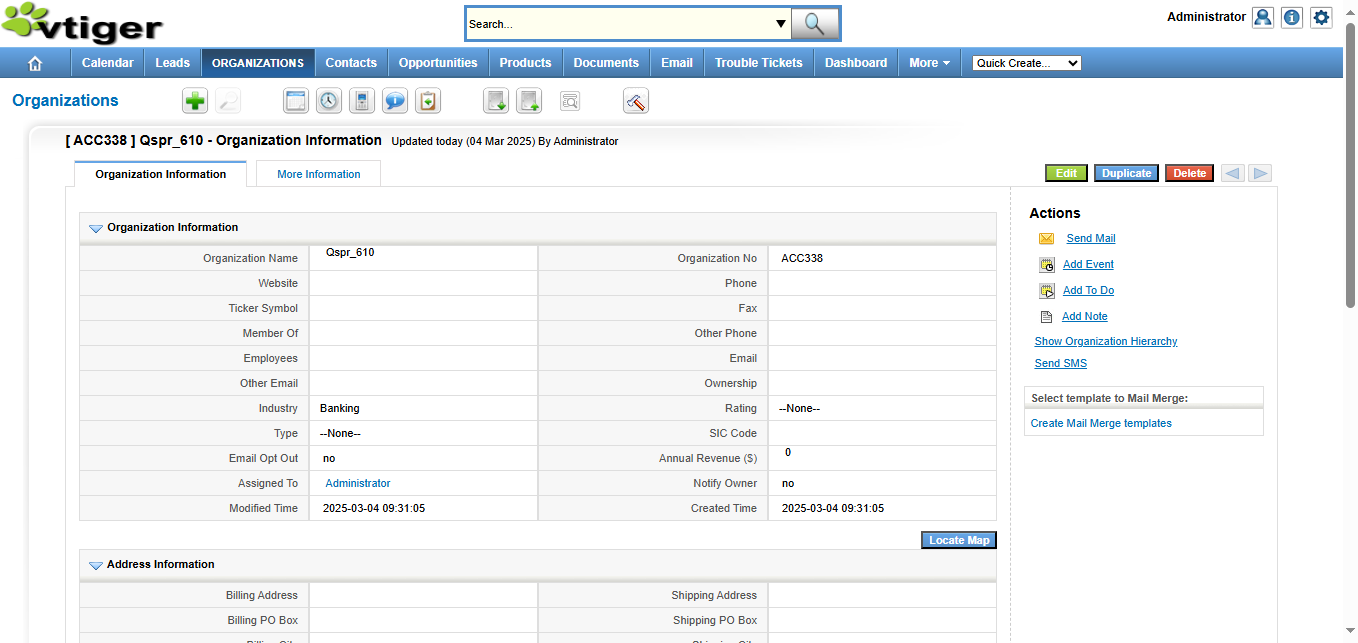 vtiger
Search...
Administrator
Calendar Leads ORGANIZATIONS Contacts Opportunities Products Documents Email Trouble Tickets Dashboard More Quick Create...
Organizations
[ ACC338 ] Qspr_610 - Organization Information Updated today (04 Mar 2025) By Administrator
Organization Information More Information
Edit Duplicate Delete
Organization Information
Organization Name Qspr_610 Organization No ACC338
Website Phone
Ticker Symbol Fax
Member Of Other Phone
Employees Email
Other Email Ownership
Industry Banking Rating --None--
Type --None-- SIC Code
Email Opt Out no Annual Revenue ($) 0
Assigned To Administrator Notify Owner no
Modified Time 2025-03-04 09:31:05 Created Time 2025-03-04 09:31:05
Locate Map
Address Information
Billing Address Shipping Address
Billing PO Box Shipping PO Box
Actions
Send Mail
Add Event
Add To Do
Add Note
Show Organization Hierarchy
Send SMS
Select template to Mail Merge:
Create Mail Merge templates